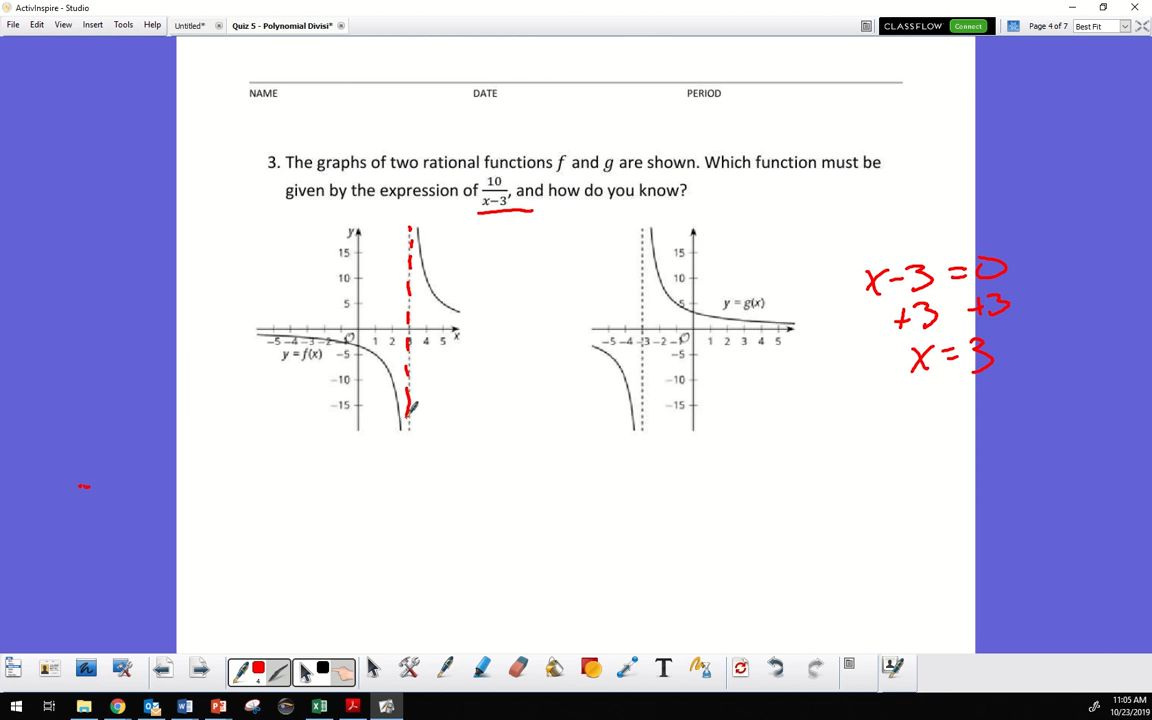 ActivInspire - Studio
File Edit View Insert Tools Help
Untitled*
Quiz 5 - Polynomial Divisi*
CLASSFLOW Connect
Page 4 of 7
Best Fit
NAME DATE PERIOD
3. The graphs of two rational functions f and g are shown. Which function must be
given by the expression of 10/(x−3), and how do you know?
y
15
10
5
-5 -4 -3 -2 -1 O 1 2 4 5 x
y = f(x)
-5
-10
-15
15
10
5
y = g(x)
-5 -4 -3 -2 -1 O 1 2 3 4 5
-5
-10
-15
x-3 = 0
+3 +3
x = 3
4
T
11:05 AM
10/23/2019